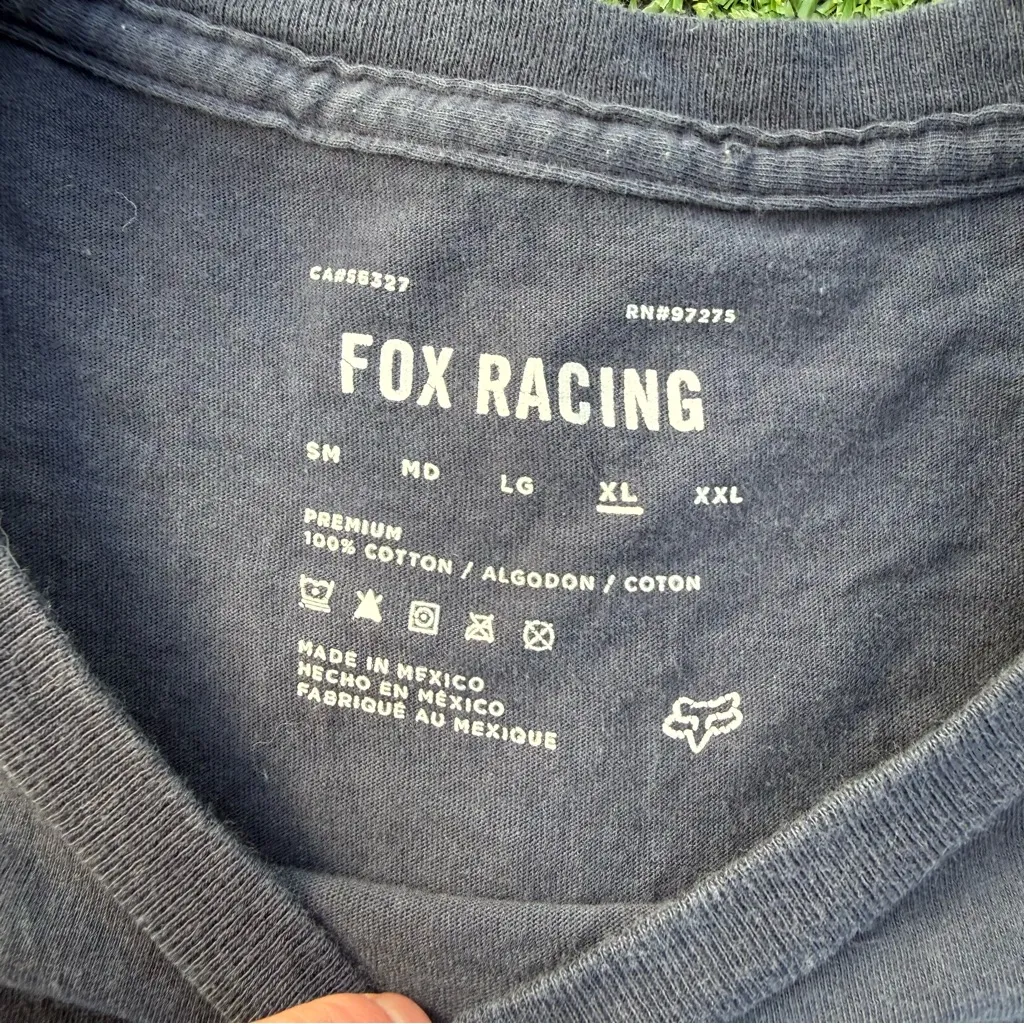 CA#55327
RN#97275
FOX RACING
SM MD LG XL XXL
PREMIUM
100% COTTON / ALGODON / COTON
MADE IN MEXICO
HECHO EN MÉXICO
FABRIQUÉ AU MEXIQUE